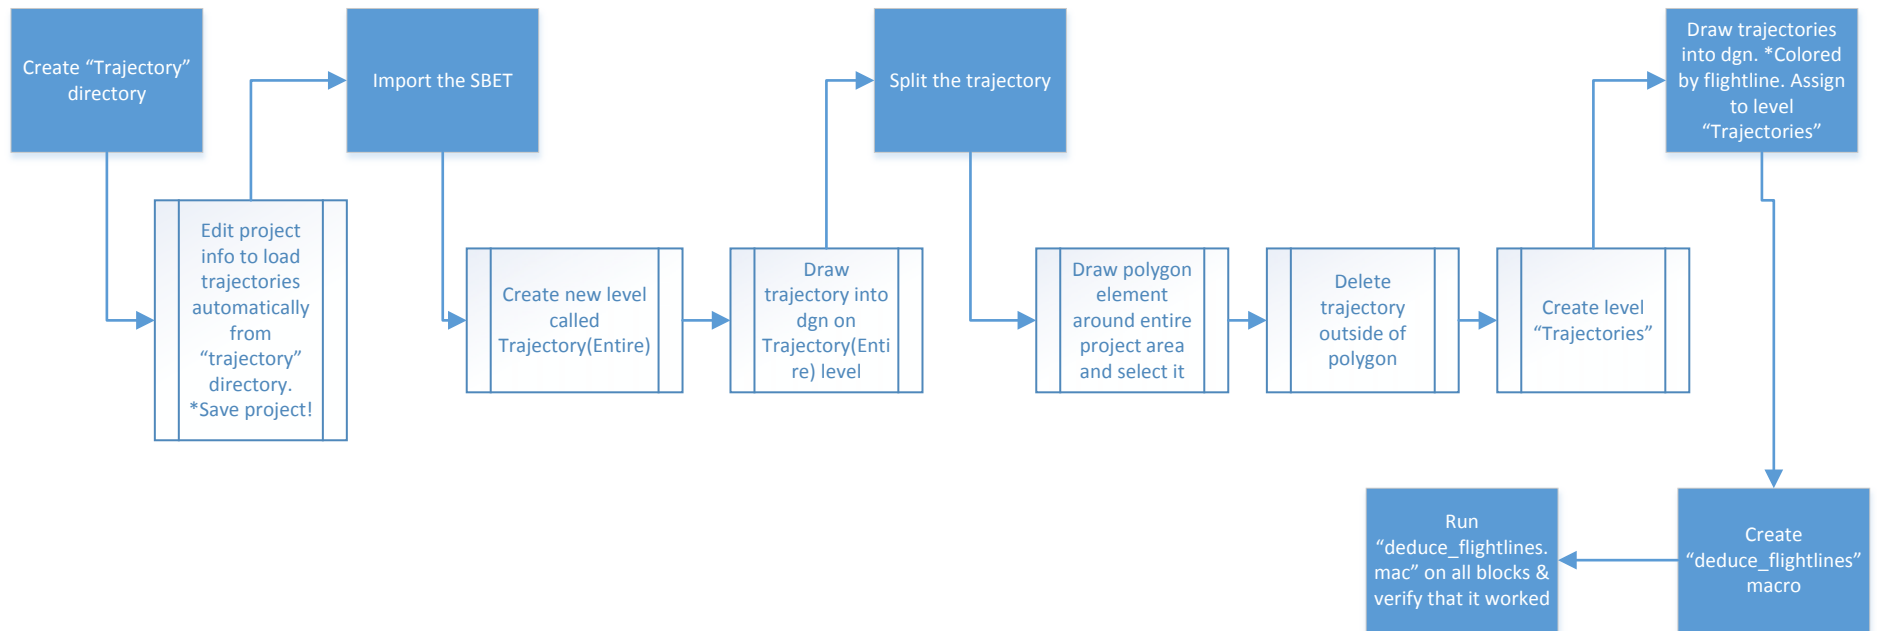 Create “Trajectory”
directory
Edit project
info to load
trajectories
automatically
from
“trajectory”
directory.
*Save project!
Import the SBET
Create new level
called
Trajectory(Entire)
Draw
trajectory into
dgn on
Trajectory(Enti
re) level
Split the trajectory
Draw polygon
element
around entire
project area
and select it
Delete
trajectory
outside of
polygon
Create level
“Trajectories”
Draw trajectories
into dgn. *Colored
by flightline. Assign
to level
“Trajectories”
Create
“deduce_flightlines”
macro
Run
“deduce_flightlines.
mac” on all blocks &
verify that it worked